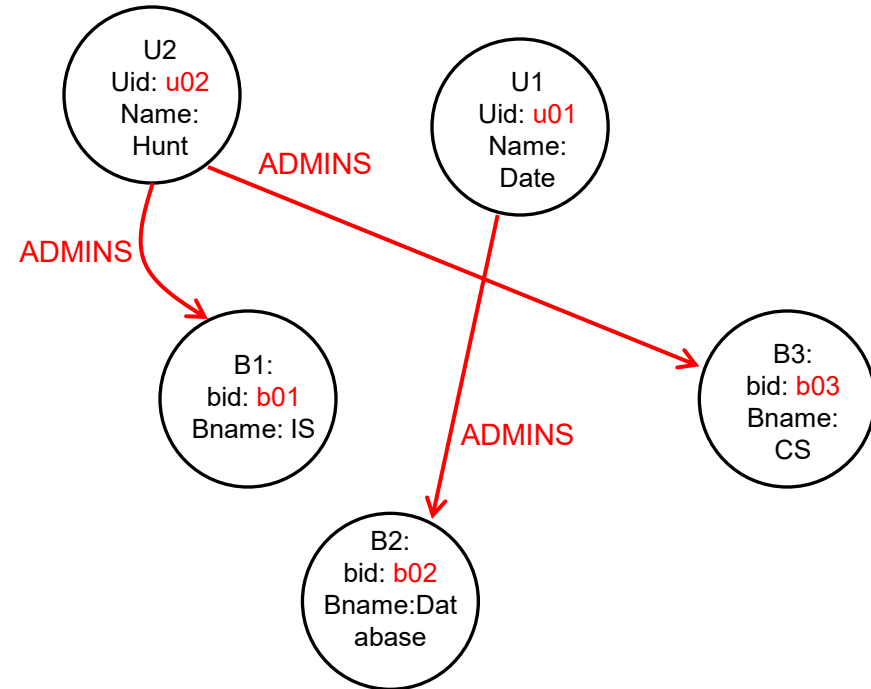 U2
Uid: u02
Name:
Hunt
U1
Uid: u01
Name:
Date
ADMINS
ADMINS
B1:
bid: b01
Bname: IS
B3:
bid: b03
Bname:
CS
ADMINS
B2:
bid: b02
Bname:Dat
abase